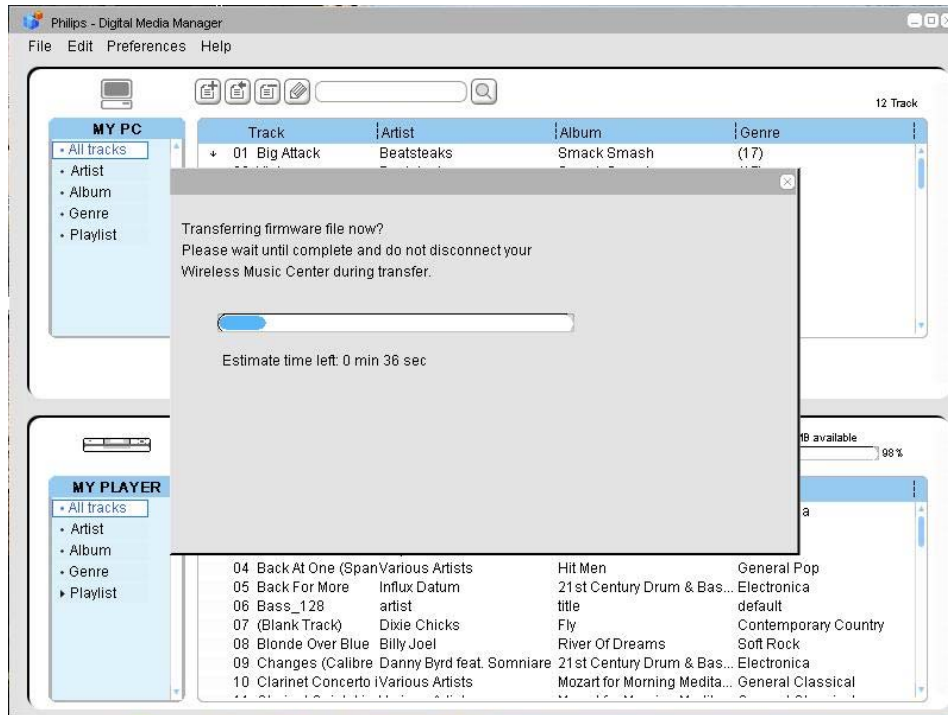 Philips - Digital Media Manager
File Edit Preferences Help
12 Track
MY PC
Track Artist Album Genre
• All tracks
01 Big Attack Beatsteaks Smack Smash (17)
• Artist
• Album
• Genre
• Playlist
Transferring firmware file now?
Please wait until complete and do not disconnect your
Wireless Music Center during transfer.
Estimate time left: 0 min 36 sec
MB available
98 %
MY PLAYER
• All tracks
a
• Artist
• Album
• Genre
Playlist
04 Back At One (Span Various Artists Hit Men General Pop
05 Back For More Influx Datum 21st Century Drum & Bas... Electronica
06 Bass_128 artist title default
07 (Blank Track) Dixie Chicks Fly Contemporary Country
08 Blonde Over Blue Billy Joel River Of Dreams Soft Rock
09 Changes (Calibre Danny Byrd feat. Somniare 21st Century Drum & Bas... Electronica
10 Clarinet Concerto i Various Artists Mozart for Morning Medita... General Classical